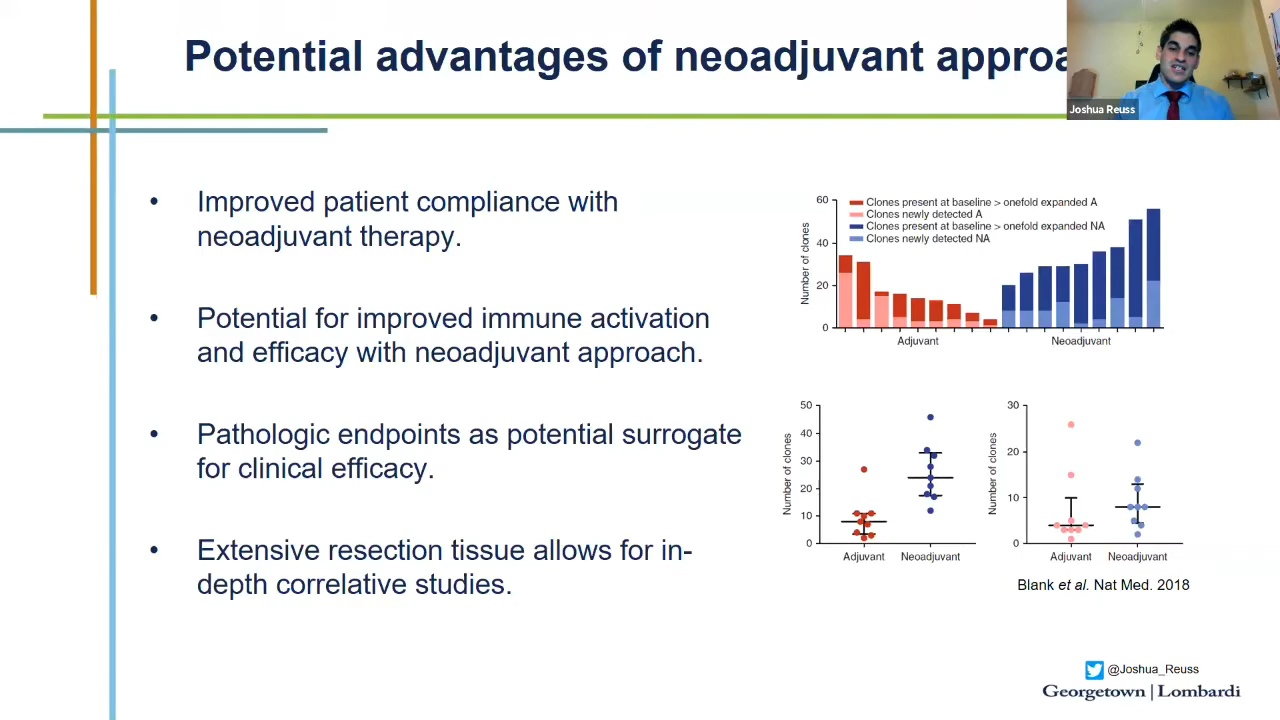 Potential advantages of neoadjuvant approa
Joshua Reuss
• Improved patient compliance with
neoadjuvant therapy.
• Potential for improved immune activation
and efficacy with neoadjuvant approach.
• Pathologic endpoints as potential surrogate
for clinical efficacy.
• Extensive resection tissue allows for in-
depth correlative studies.
Number of clones
60
40
20
0
Clones present at baseline > onefold expanded A
Clones newly detected A
Clones present at baseline > onefold expanded NA
Clones newly detected NA
Adjuvant Neoadjuvant
Number of clones
50
40
30
20
10
0
Adjuvant Neoadjuvant
Number of clones
30
20
10
0
Adjuvant Neoadjuvant
Blank et al. Nat Med. 2018
@Joshua_Reuss
Georgetown | Lombardi